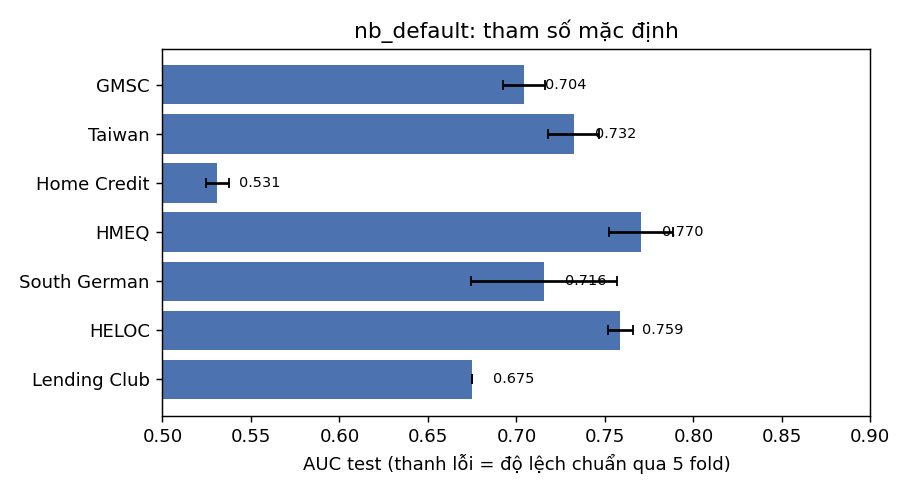 nb_default: tham số mặc định
GMSC
0.704
Taiwan
0.732
Home Credit
0.531
HMEQ
0.770
South German
0.716
HELOC
0.759
Lending Club
0.675
0.50 0.55 0.60 0.65 0.70 0.75 0.80 0.85 0.90
AUC test (thanh lỗi = độ lệch chuẩn qua 5 fold)